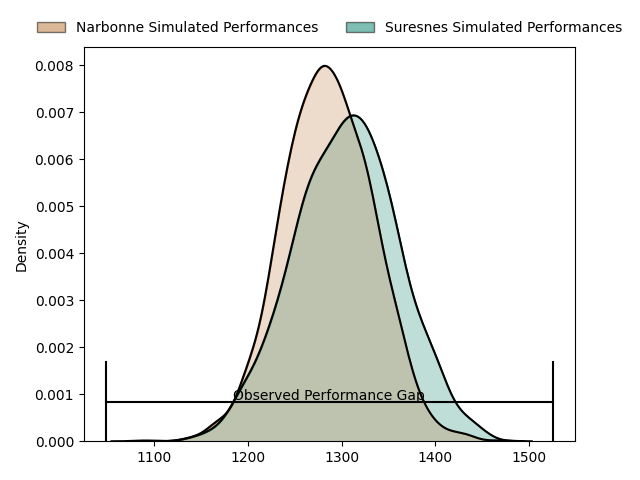 Narbonne Simulated Performances Suresnes Simulated Performances
0.008
0.007
0.006
0.005
0.004
0.003
0.002
0.001
0.000
Density
Observed Performance Gap
1100 1200 1300 1400 1500